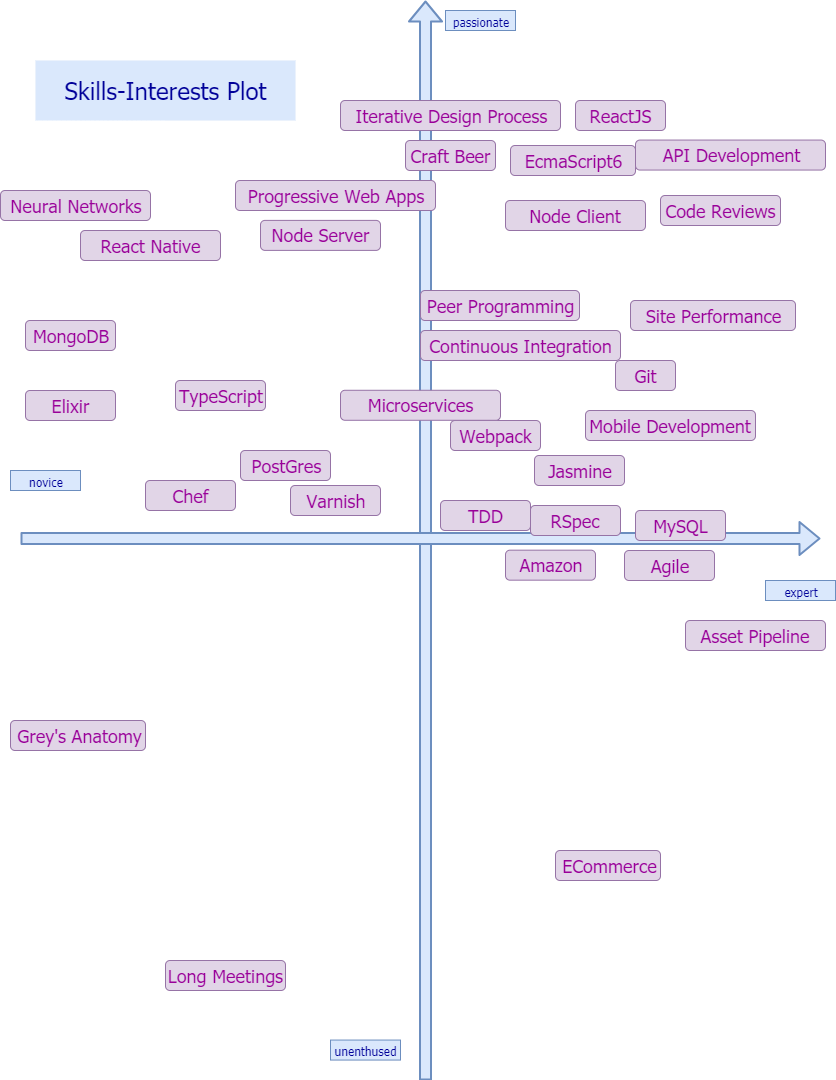 passionate
Skills-Interests Plot
Iterative Design Process
ReactJS
Craft Beer
EcmaScript6
API Development
Neural Networks
Progressive Web Apps
Node Client
Code Reviews
React Native
Node Server
Peer Programming
Site Performance
MongoDB
Continuous Integration
Git
Elixir
TypeScript
Microservices
Webpack
Mobile Development
PostGres
Jasmine
novice
Chef
Varnish
TDD
RSpec
MySQL
Amazon
Agile
expert
Asset Pipeline
Grey's Anatomy
ECommerce
Long Meetings
unenthused